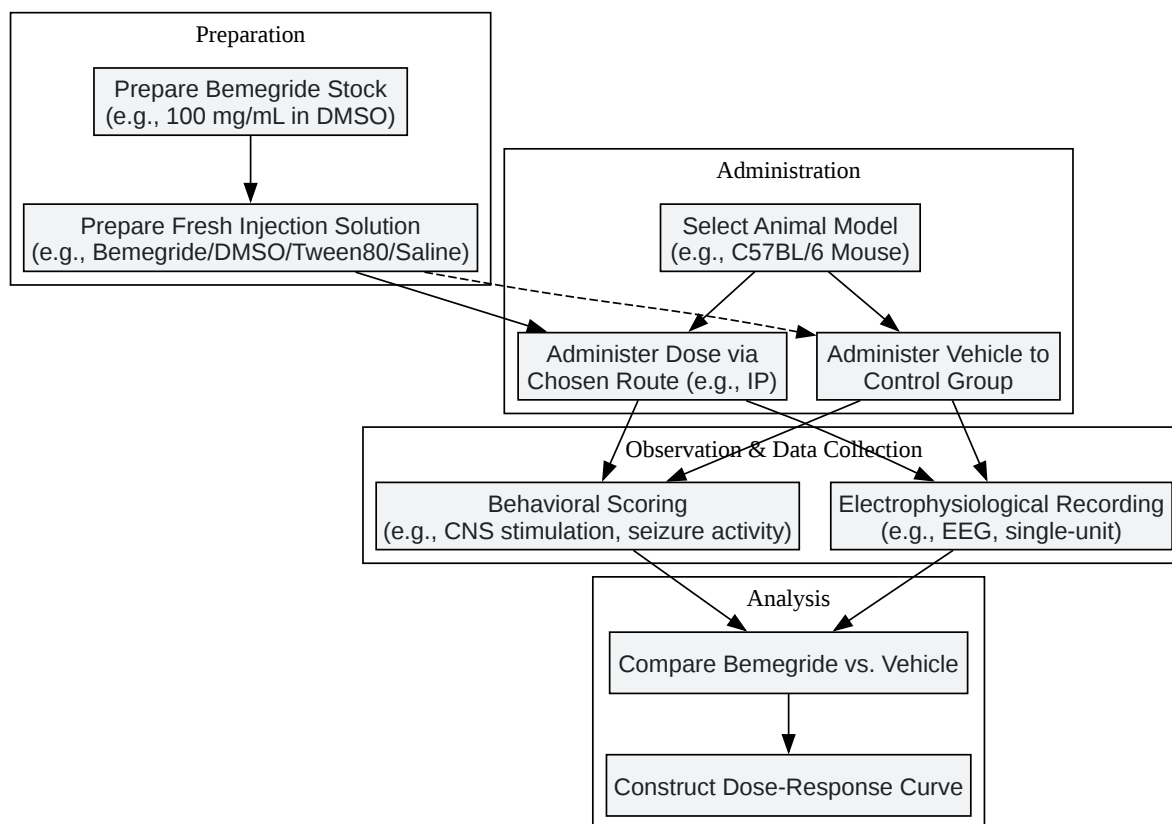 Preparation
Prepare Bemegride Stock
(e.g., 100 mg/mL in DMSO)
Prepare Fresh Injection Solution
(e.g., Bemegride/DMSO/Tween80/Saline)
Administration
Select Animal Model
(e.g., C57BL/6 Mouse)
Administer Dose via
Chosen Route (e.g., IP)
Administer Vehicle to
Control Group
Observation & Data Collection
Behavioral Scoring
(e.g., CNS stimulation, seizure activity)
Electrophysiological Recording
(e.g., EEG, single-unit)
Analysis
Compare Bemegride vs. Vehicle
Construct Dose-Response Curve